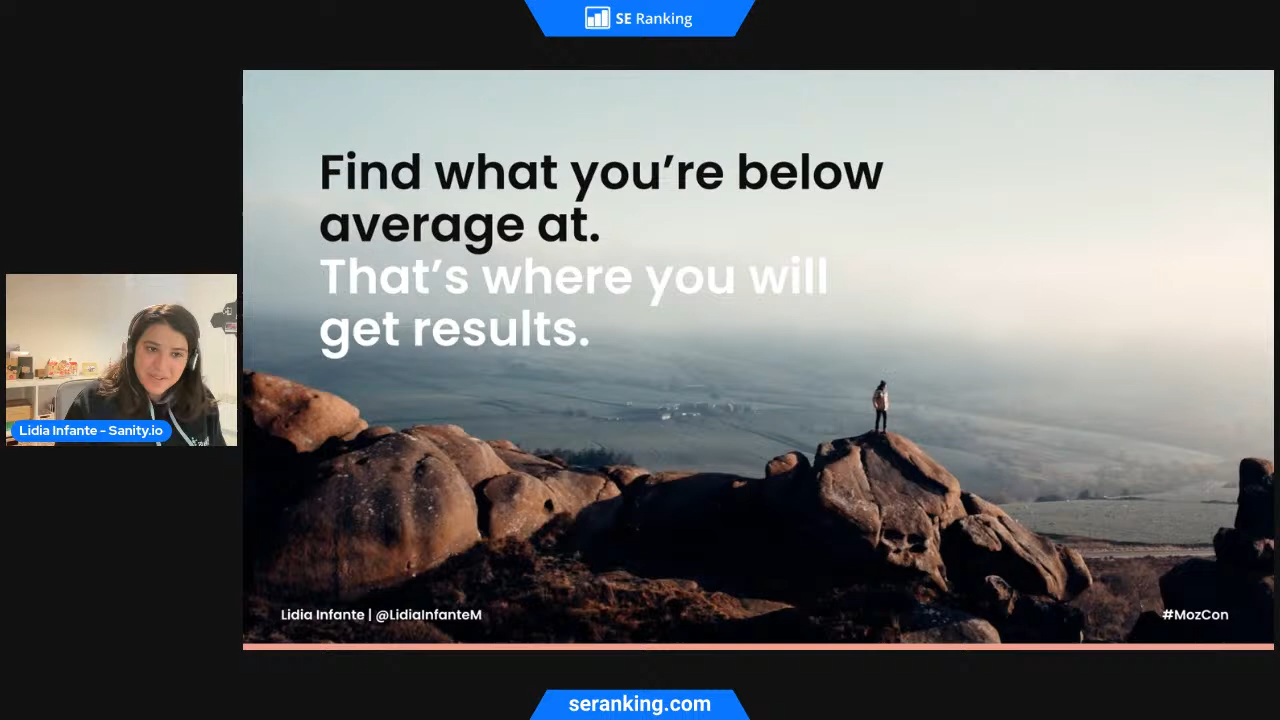 SE Ranking
Find what you’re below
average at.
That’s where you will
get results.
Lidia Infante - Sanity.io
Lidia Infante | @LidiaInfanteM
#MozCon
seranking.com